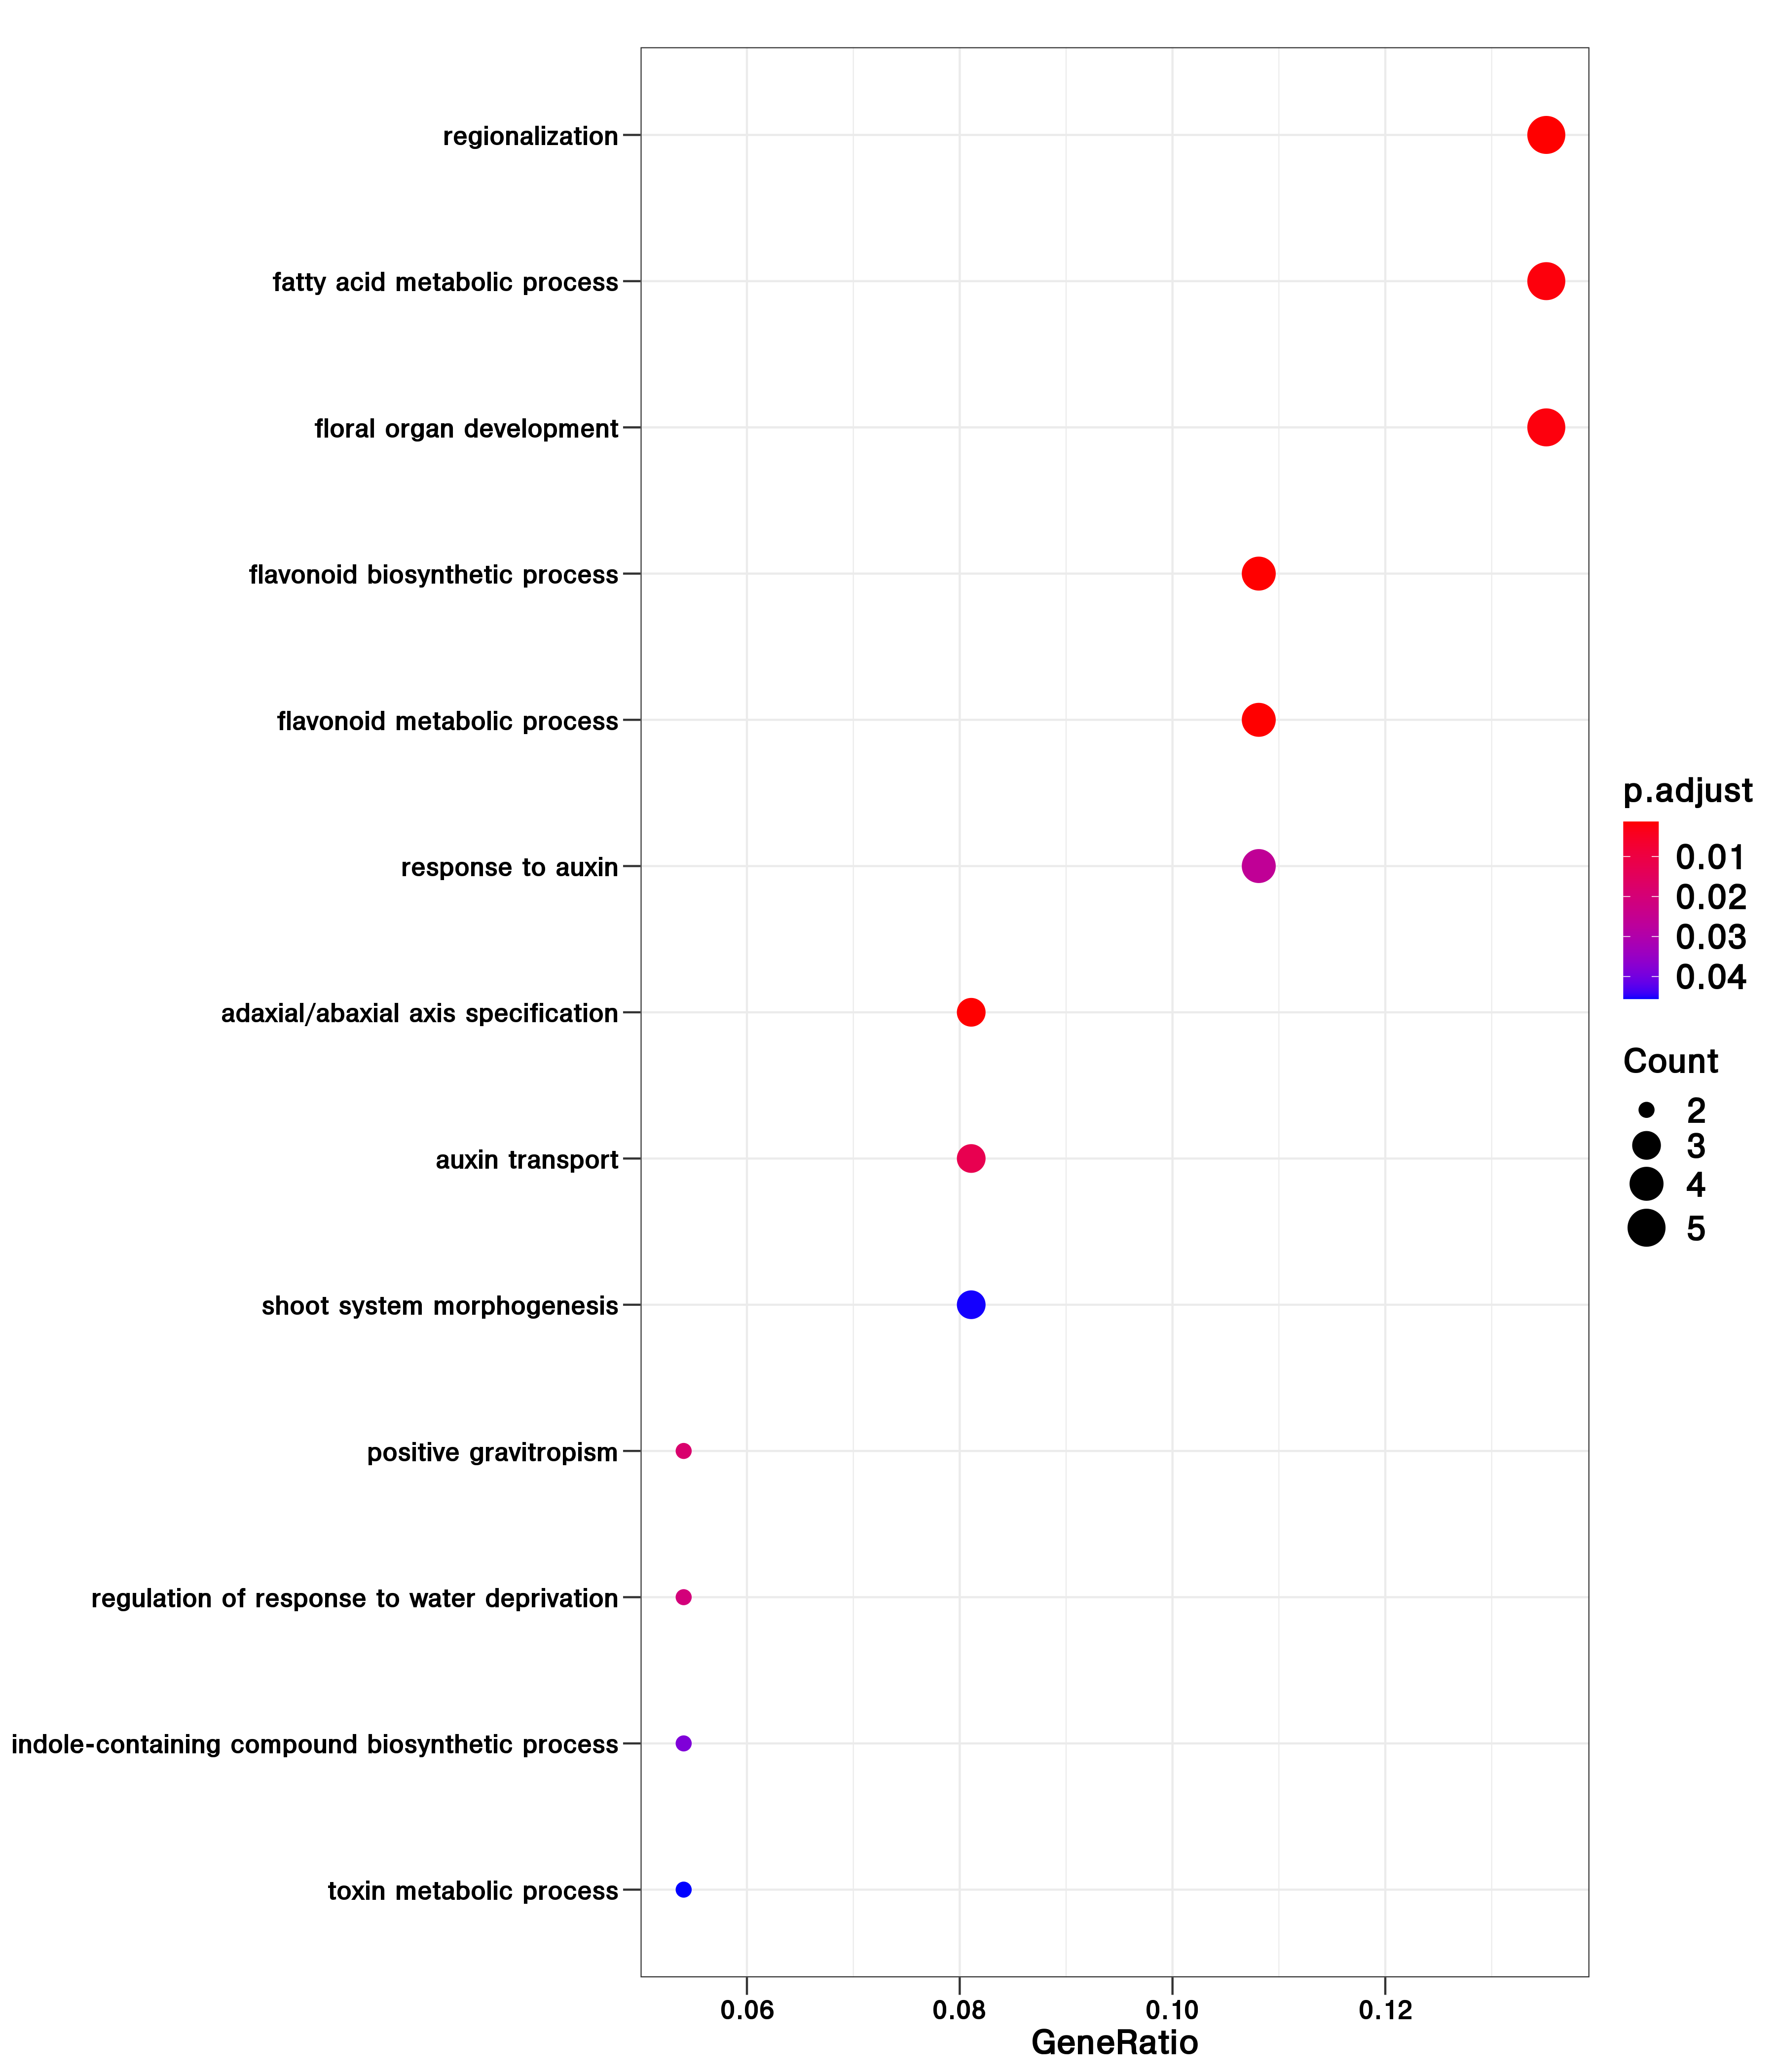 regionalization
fatty acid metabolic process
floral organ development
flavonoid biosynthetic process
flavonoid metabolic process
response to auxin
adaxial/abaxial axis specification
auxin transport
shoot system morphogenesis
positive gravitropism
regulation of response to water deprivation
indole-containing compound biosynthetic process
toxin metabolic process
0.06 0.08 0.10 0.12
GeneRatio
p.adjust
0.01
0.02
0.03
0.04
Count
2
3
4
5